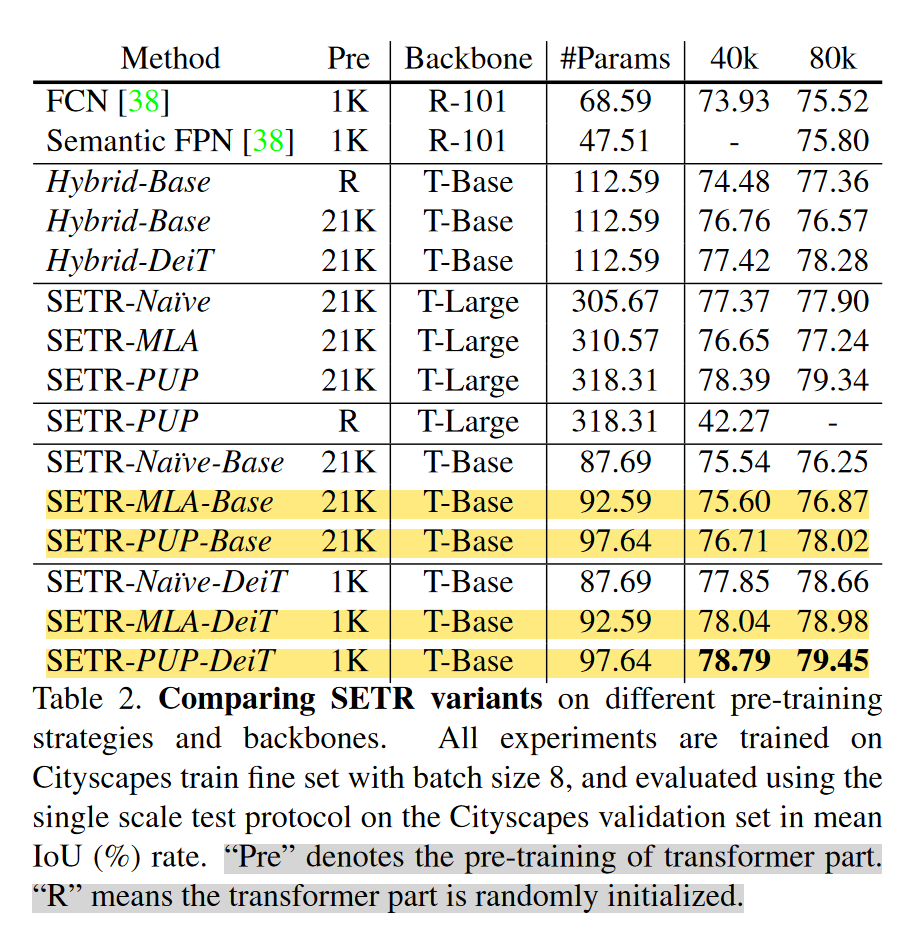 Method Pre Backbone #Params 40k 80k
FCN [38] 1K R-101 68.59 73.93 75.52
Semantic FPN [38] 1K R-101 47.51 - 75.80
Hybrid-Base R T-Base 112.59 74.48 77.36
Hybrid-Base 21K T-Base 112.59 76.76 76.57
Hybrid-DeiT 21K T-Base 112.59 77.42 78.28
SETR-Naïve 21K T-Large 305.67 77.37 77.90
SETR-MLA 21K T-Large 310.57 76.65 77.24
SETR-PUP 21K T-Large 318.31 78.39 79.34
SETR-PUP R T-Large 318.31 42.27 -
SETR-Naïve-Base 21K T-Base 87.69 75.54 76.25
SETR-MLA-Base 21K T-Base 92.59 75.60 76.87
SETR-PUP-Base 21K T-Base 97.64 76.71 78.02
SETR-Naïve-DeiT 1K T-Base 87.69 77.85 78.66
SETR-MLA-DeiT 1K T-Base 92.59 78.04 78.98
SETR-PUP-DeiT 1K T-Base 97.64 78.79 79.45
Table 2. Comparing SETR variants on different pre-training
strategies and backbones. All experiments are trained on
Cityscapes train fine set with batch size 8, and evaluated using the
single scale test protocol on the Cityscapes validation set in mean
IoU (%) rate. “Pre” denotes the pre-training of transformer part.
“R” means the transformer part is randomly initialized.